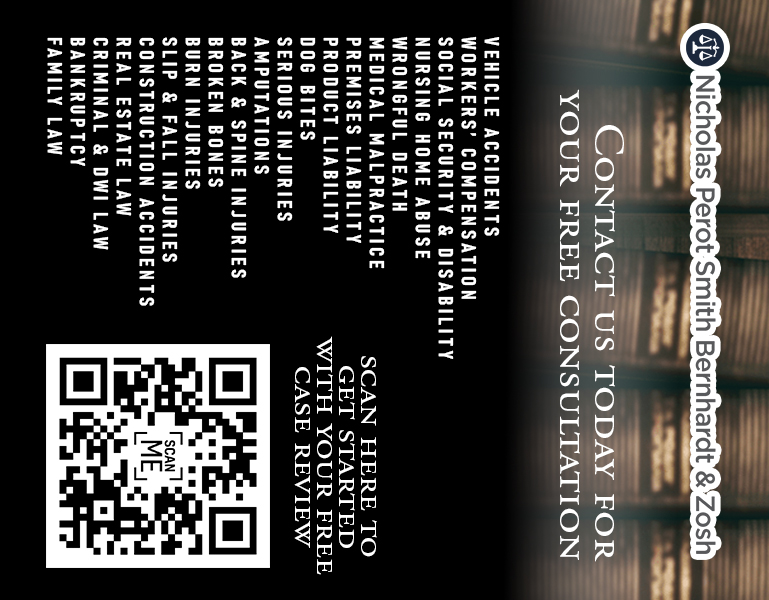 Nicholas Perot Smith Bernhardt & Zosh
CONTACT US TODAY FOR
YOUR FREE CONSULTATION
VEHICLE ACCIDENTS
WORKERS' COMPENSATION
SOCIAL SECURITY & DISABILITY
NURSING HOME ABUSE
WRONGFUL DEATH
MEDICAL MALPRACTICE
PREMISES LIABILITY
PRODUCT LIABILITY
DOG BITES
SERIOUS INJURIES
AMPUTATIONS
BACK & SPINE INJURIES
BROKEN BONES
BURN INJURIES
SLIP & FALL INJURIES
CONSTRUCTION ACCIDENTS
REAL ESTATE LAW
CRIMINAL & DWI LAW
BANKRUPTCY
FAMILY LAW
SCAN HERE TO
GET STARTED
WITH YOUR FREE
CASE REVIEW
SCAN
ME